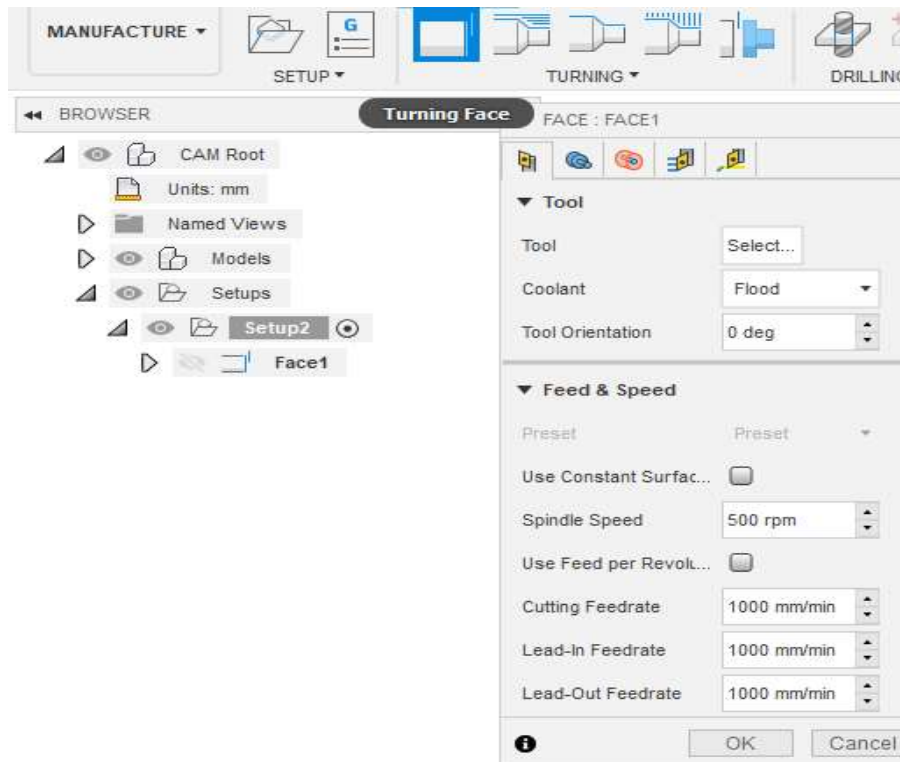 MANUFACTURE
G
SETUP
TURNING
DRILLING
BROWSER
Turning Face
FACE : FACE1
CAM Root
Units: mm
Named Views
Models
Setups
Setup2
Face1
Tool
Tool Select...
Coolant Flood
Tool Orientation 0 deg
Feed & Speed
Preset Preset
Use Constant Surfac...
Spindle Speed 500 rpm
Use Feed per Revolu...
Cutting Feedrate 1000 mm/min
Lead-In Feedrate 1000 mm/min
Lead-Out Feedrate 1000 mm/min
OK Cancel